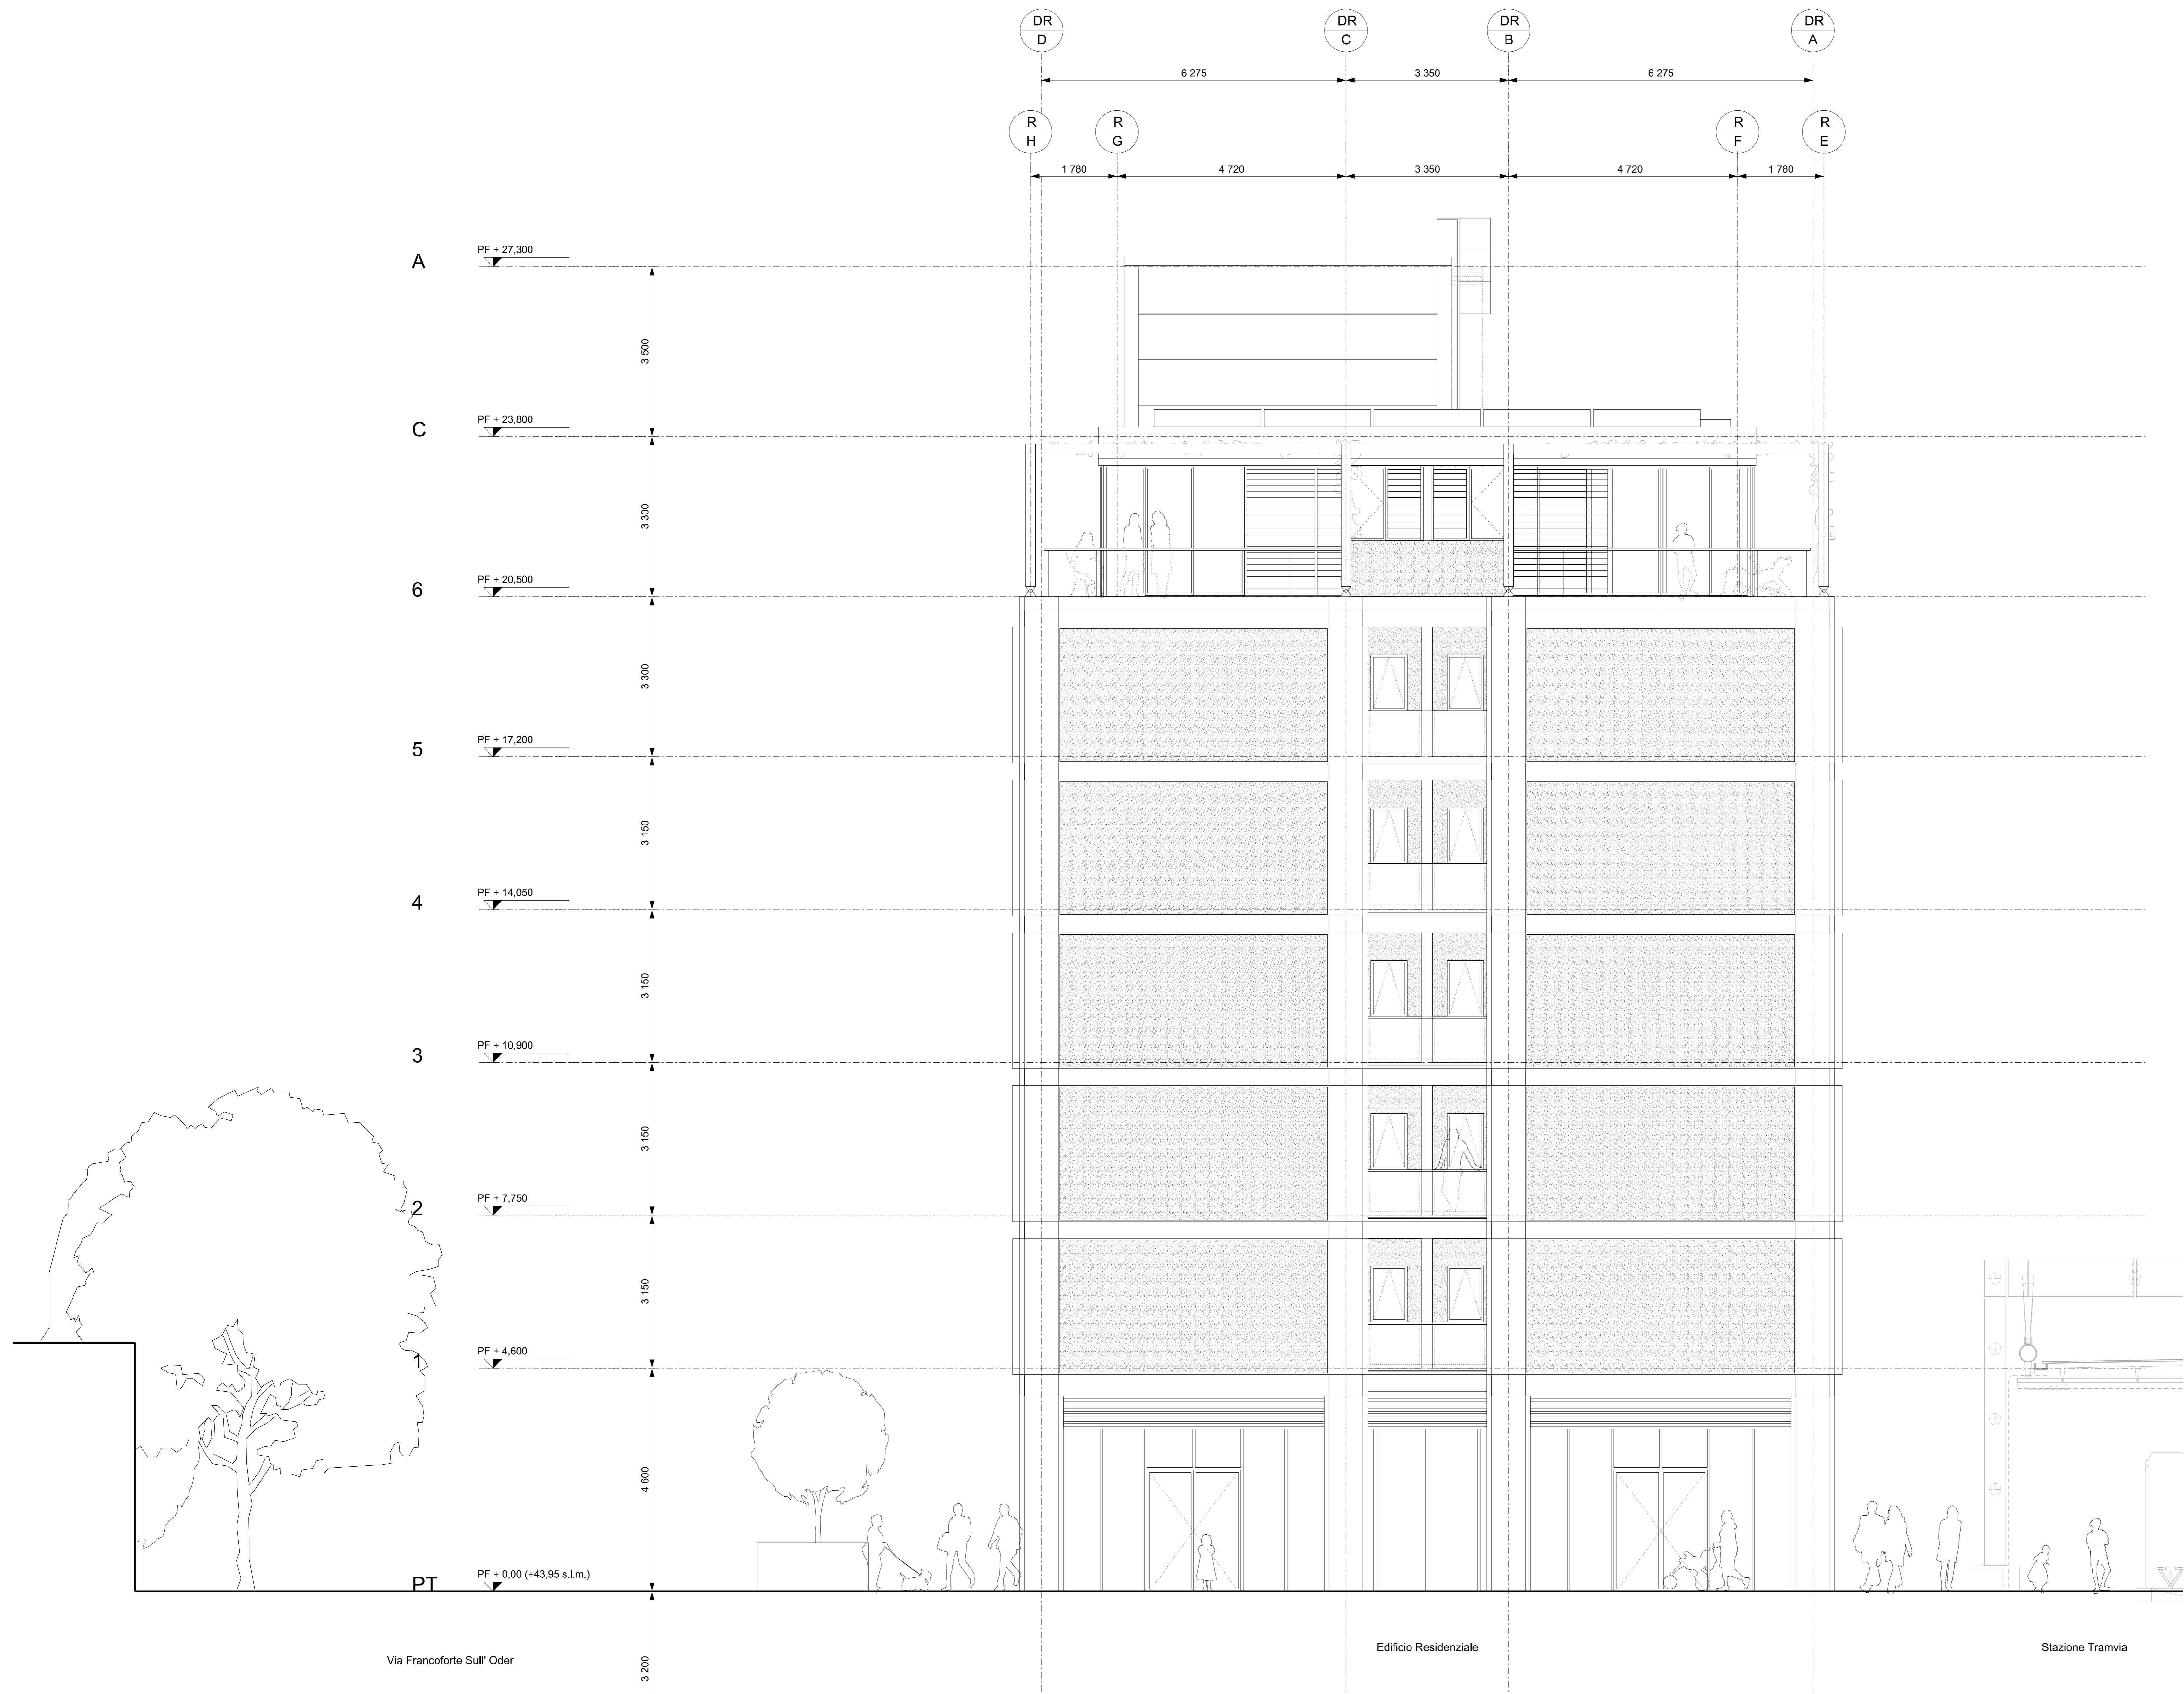 DR DR DR DR
D C B A
6 275 3 350 6 275
R R R R
H G F E
1 780 4 720 3 350 4 720 1 780
A PF + 27,300
3 500
C PF + 23,800
3 300
6 PF + 20,500
3 300
5 PF + 17,200
3 150
4 PF + 14,050
3 150
3 PF + 10,900
3 150
2 PF + 7,750
3 150
1 PF + 4,600
4 600
PT PF + 0,00 (+43,95 s.l.m.)
3 200
Via Francoforte Sull' Oder
Edificio Residenziale
Stazione Tramvia